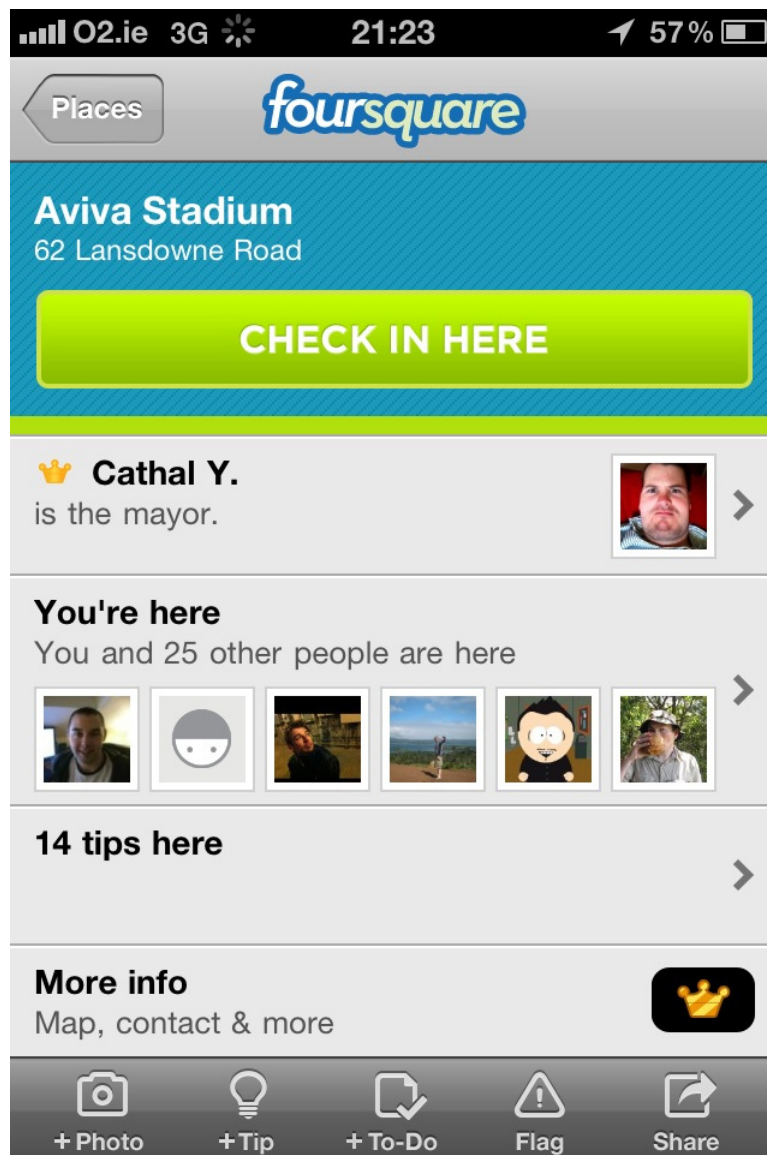 O2.ie 3G 21:23 57%
Places foursquare
Aviva Stadium
62 Lansdowne Road
CHECK IN HERE
Cathal Y.
is the mayor.
You're here
You and 25 other people are here
14 tips here
More info
Map, contact & more
+Photo +Tip +To-Do Flag Share